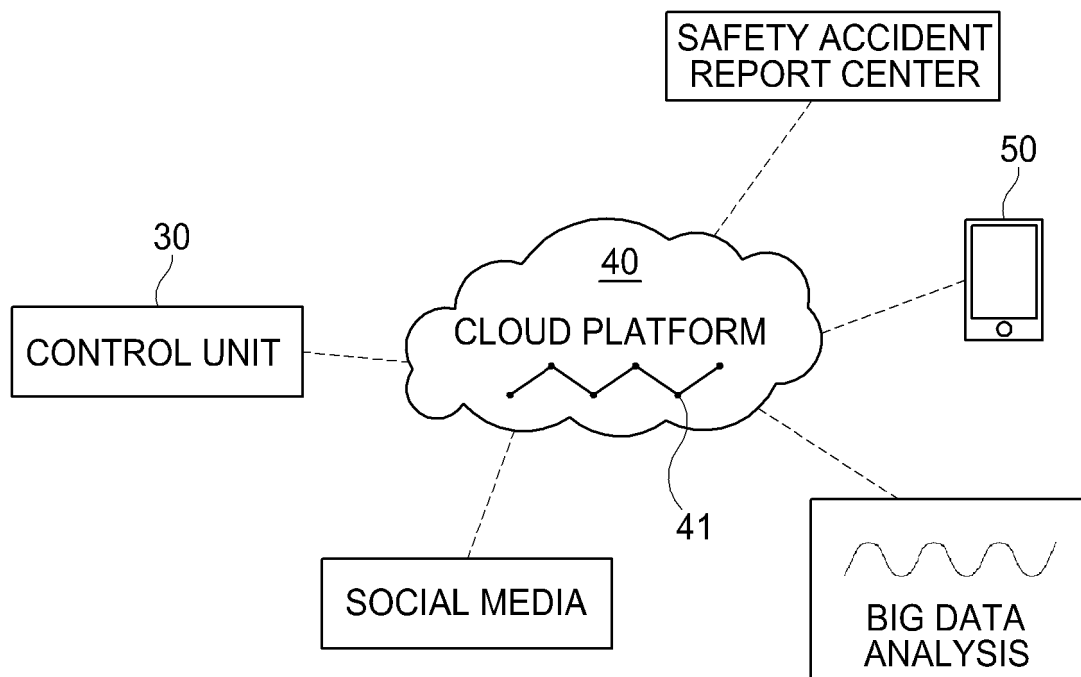 SAFETY ACCIDENT
REPORT CENTER
50
30
40
CLOUD PLATFORM
CONTROL UNIT
41
SOCIAL MEDIA
BIG DATA
ANALYSIS